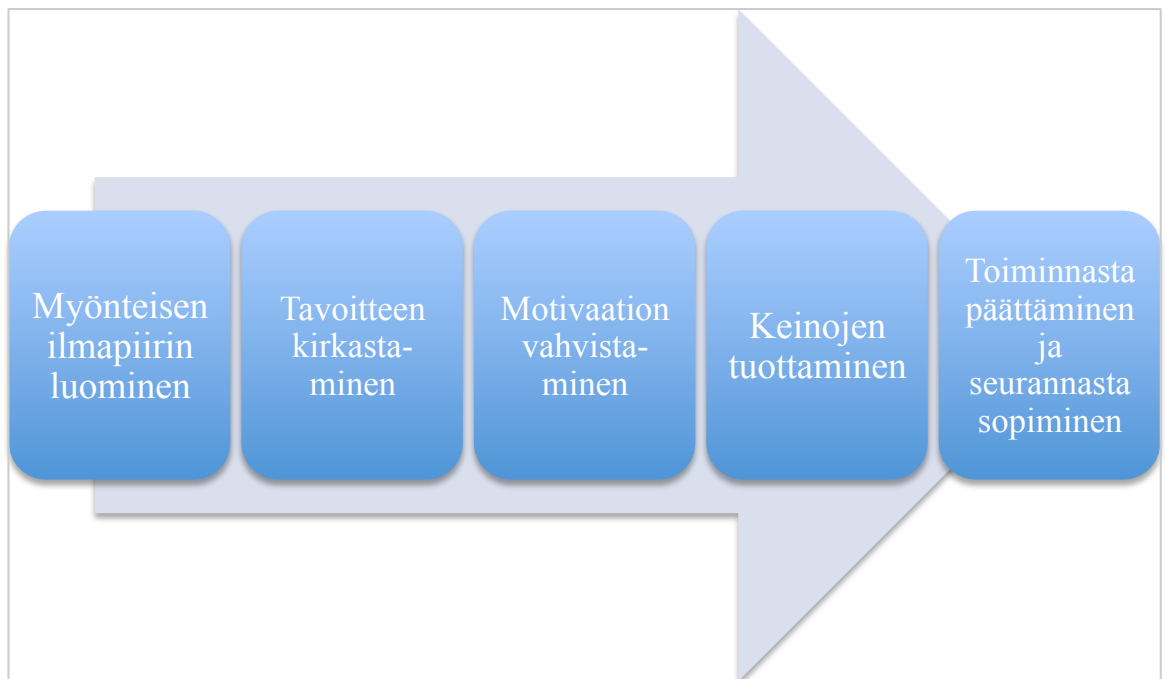 Myönteisen
ilmapiirin
luominen
Tavoitteen
kirkasta-
minen
Motivaation
vahvista-
minen
Keinojen
tuottaminen
Toiminnasta
päättäminen
ja
seurannasta
sopiminen